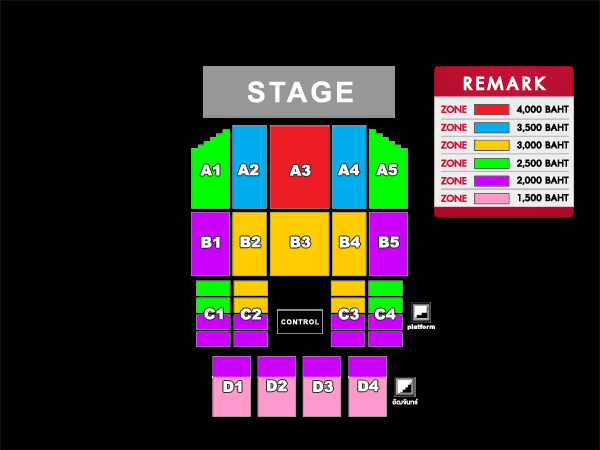 STAGE
REMARK
ZONE 4,000 BAHT
ZONE 3,500 BAHT
ZONE 3,000 BAHT
ZONE 2,500 BAHT
ZONE 2,000 BAHT
ZONE 1,500 BAHT
A1 A2 A3 A4 A5
B1 B2 B3 B4 B5
C1 C2 C3 C4
CONTROL
platform
D1 D2 D3 D4
อัฒจันทร์